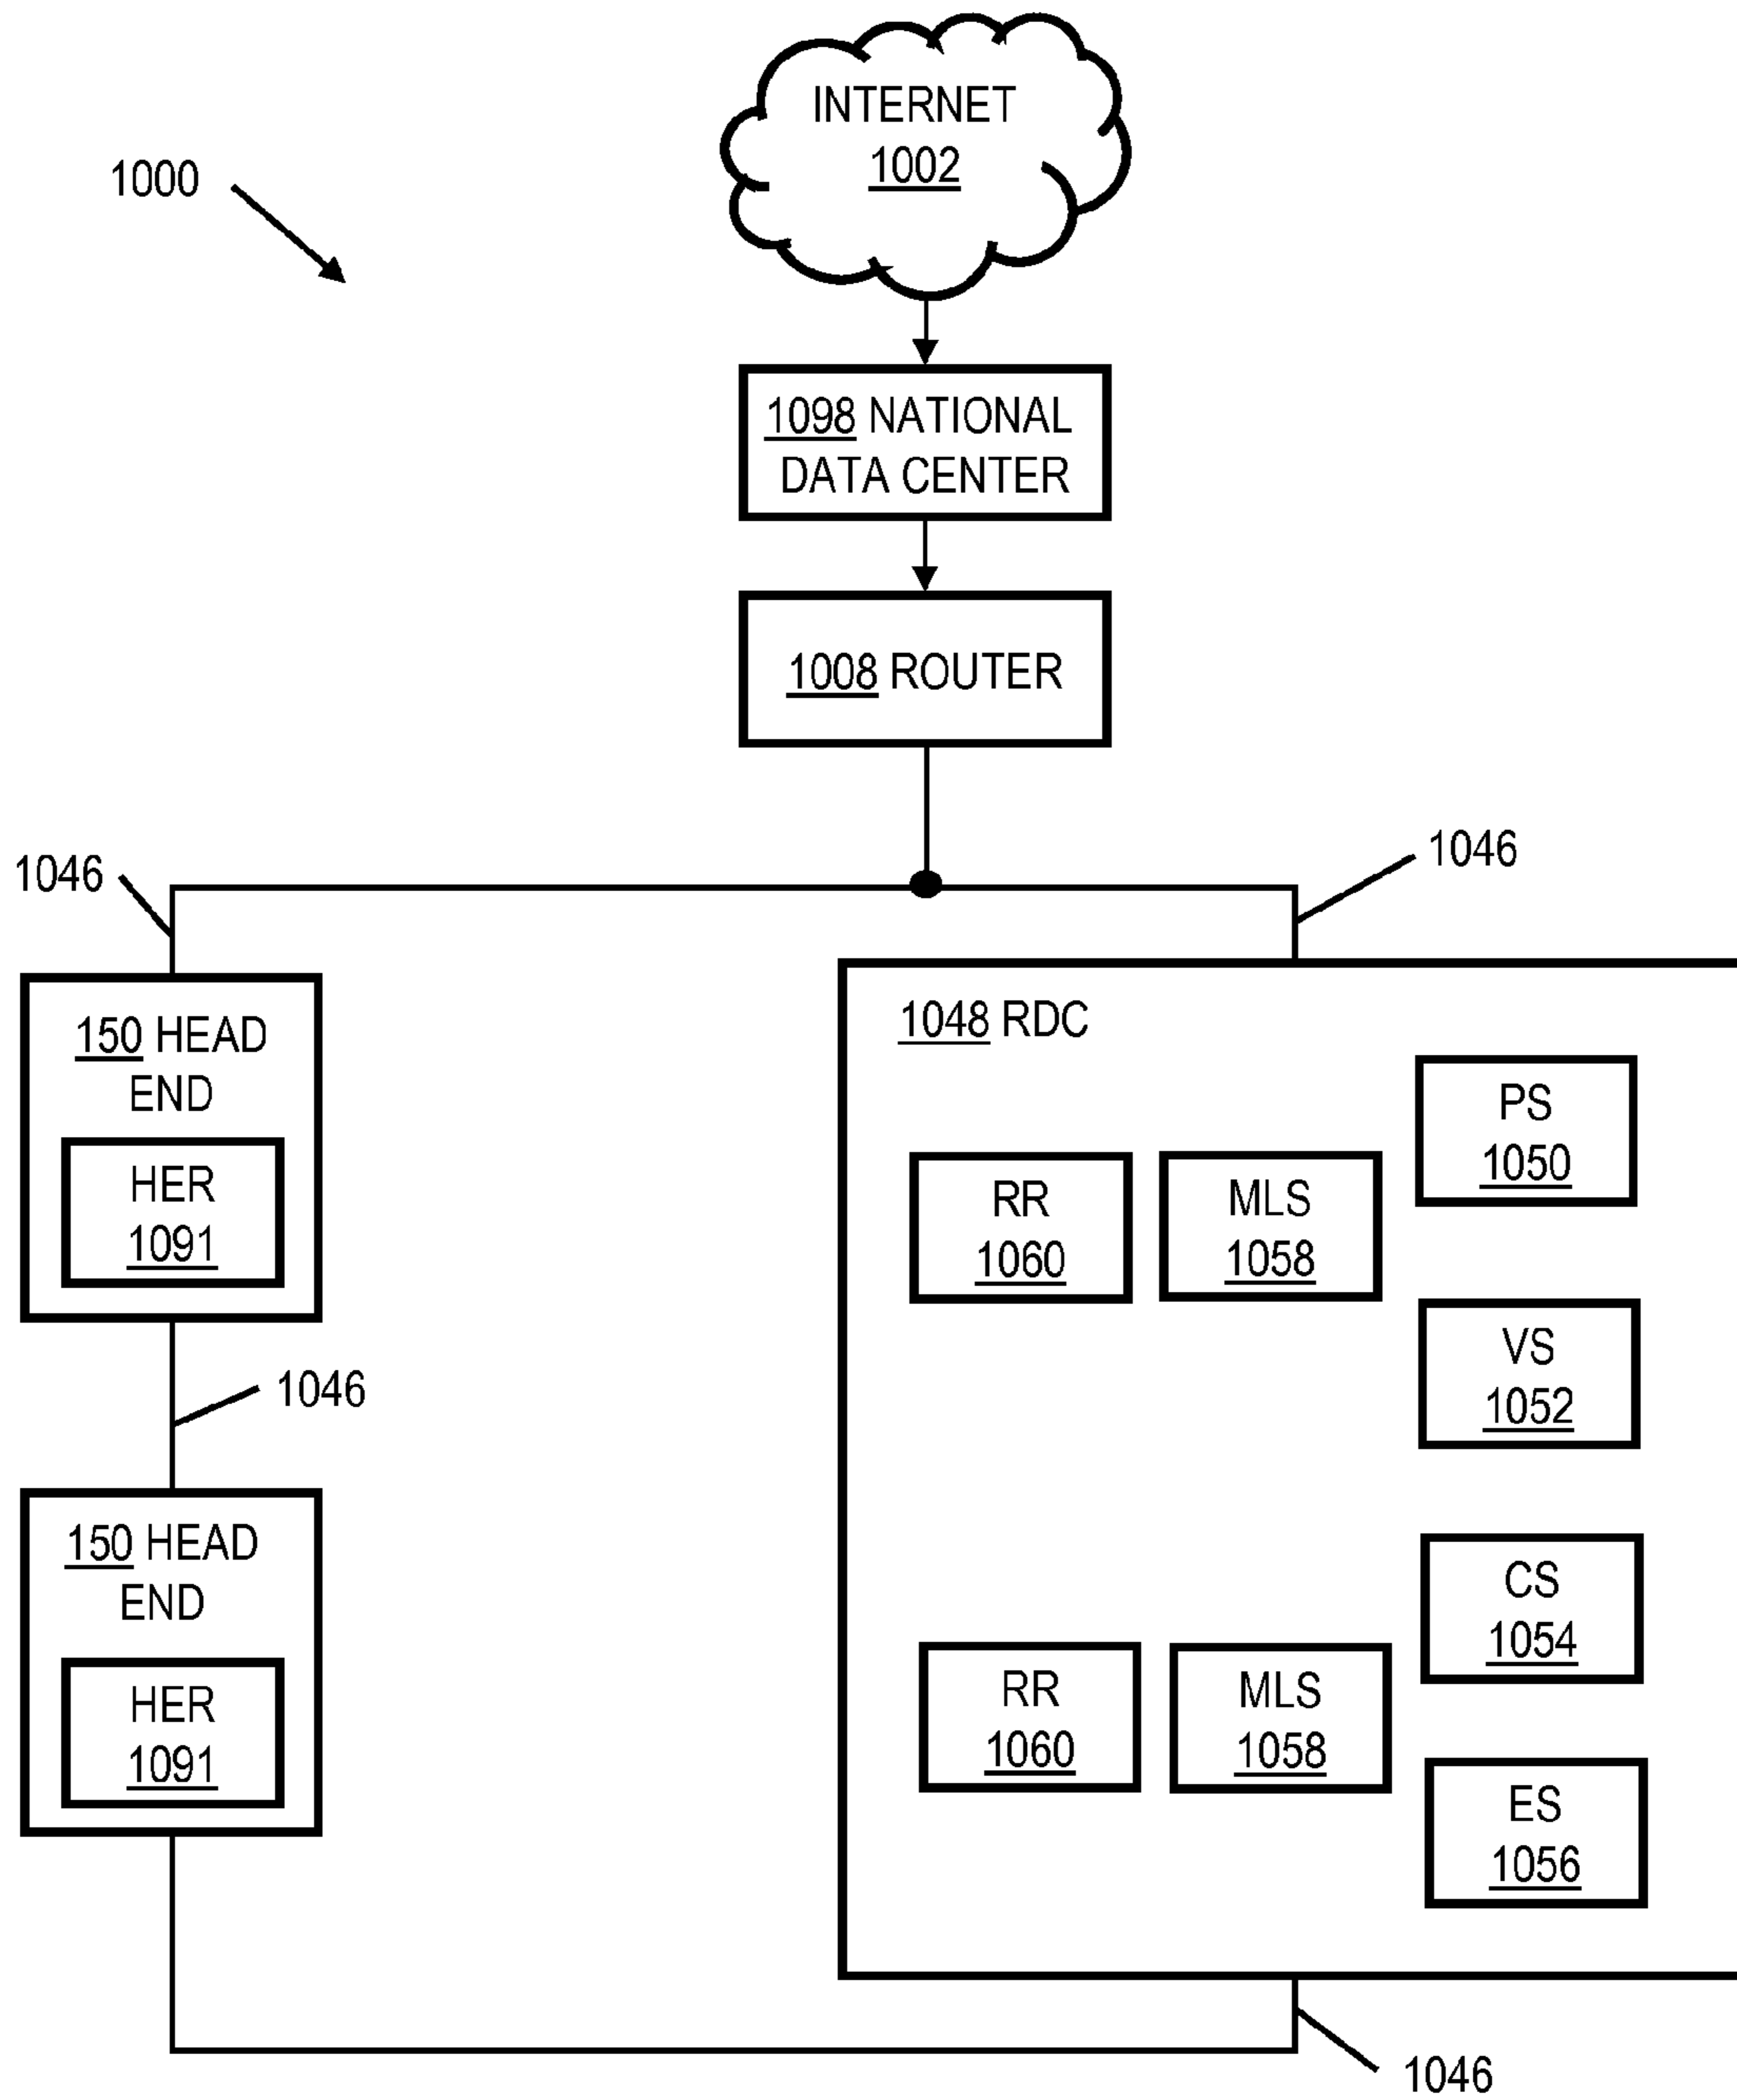 INTERNET
1002
1000
1098 NATIONAL
DATA CENTER
1008 ROUTER
1046
1046
150 HEAD
END
HER
1091
1046
150 HEAD
END
HER
1091
1048 RDC
PS
1050
RR
1060
MLS
1058
VS
1052
CS
1054
RR
1060
MLS
1058
ES
1056
1046